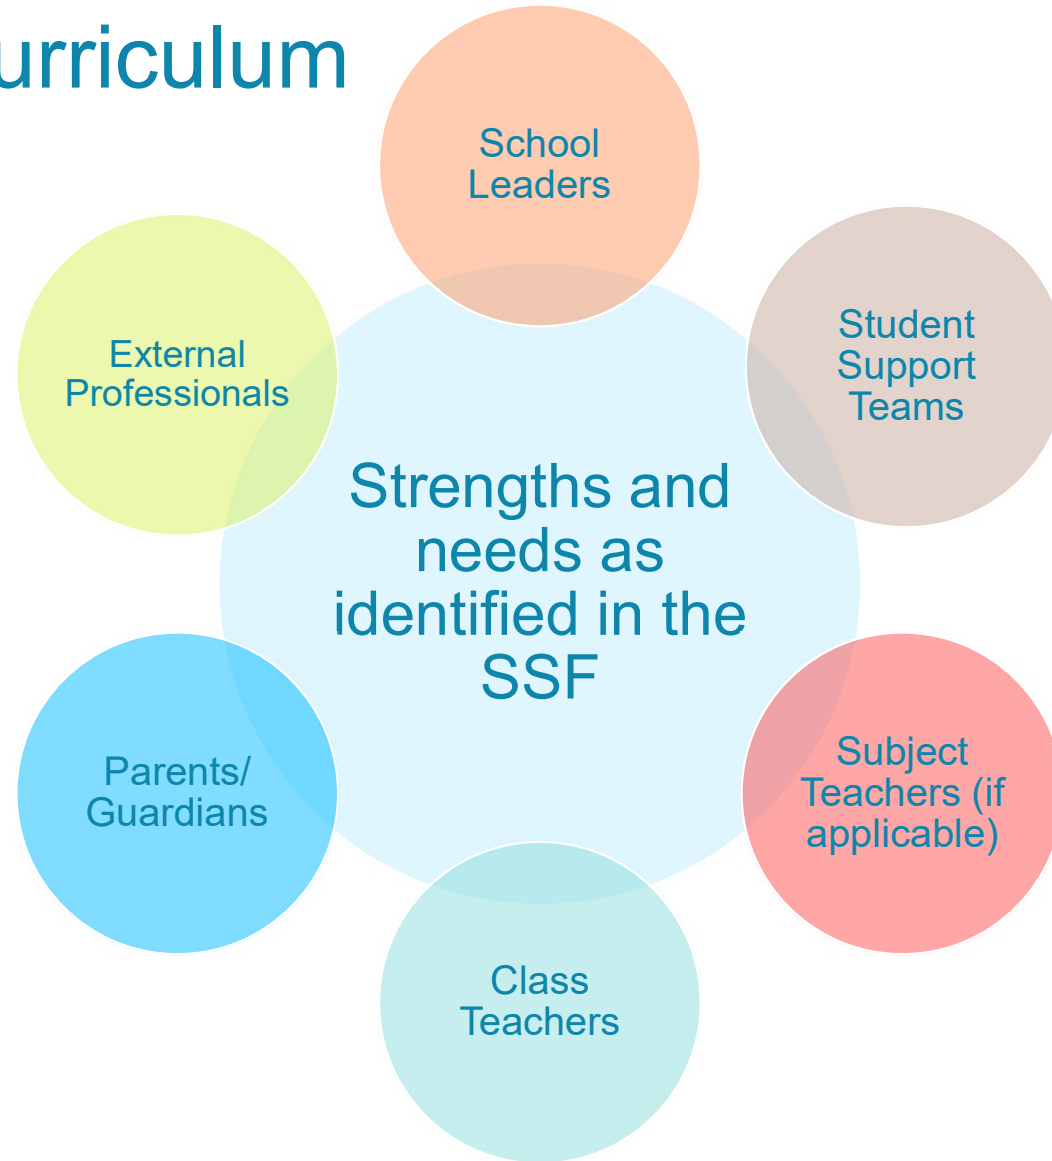 urriculum
School
Leaders
Student
Support
Teams
External
Professionals
Strengths and
needs as
identified in the
SSF
Subject
Teachers (if
applicable)
Parents/
Guardians
Class
Teachers